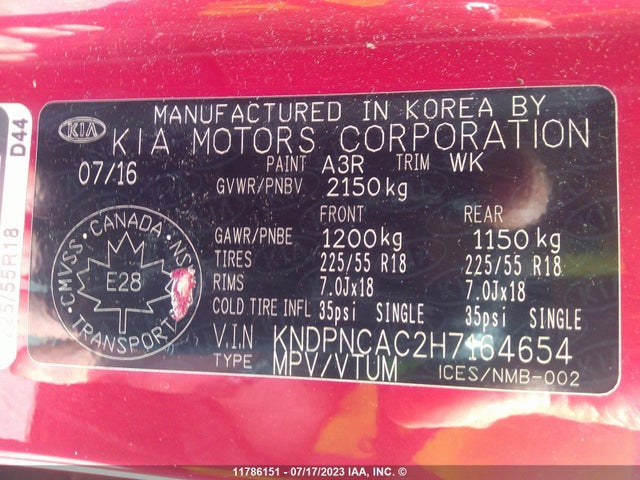 MANUFACTURED IN KOREA BY
KIA KIA MOTORS CORPORATION
07/16 PAINT A3R TRIM WK
GVWR/PNBV 2150kg
FRONT REAR
GAWR/PNBE 1200kg 1150kg
TIRES 225/55 R18 225/55 R18
RIMS 7.0Jx18 7.0Jx18
COLD TIRE INFL 35psi SINGLE 35psi SINGLE
V.I.N KNDPNCAC2H7164654
TYPE MPV/VTUM ICES/NMB-002
CMVSS · CANADA · NSV
E28
TRANSPORT
D44
225/55R18
11786151 - 07/17/2023 IAA, INC. ©